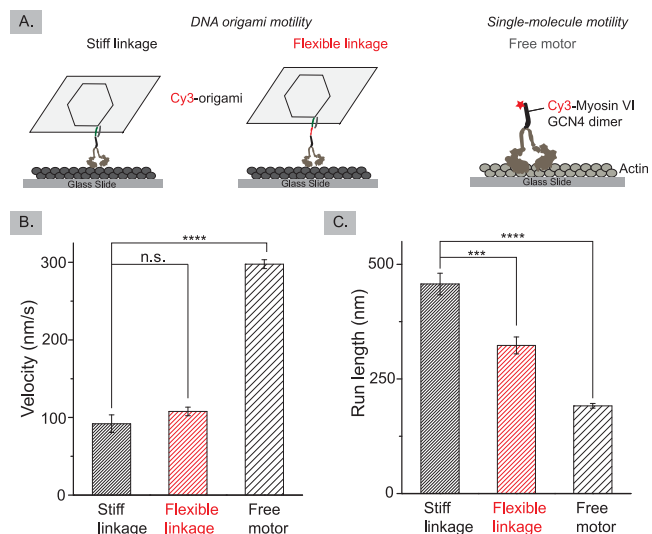 A.
DNA origami motility
Single-molecule motility
Stiff linkage
Flexible linkage
Free motor
Cy3-origami
Cy3-Myosin VI
GCN4 dimer
Actin
Glass Slide
Glass Slide
Glass Slide
B.
****
n.s.
300
200
100
0
Velocity (nm/s)
Stiff
linkage
Flexible
linkage
Free
motor
C.
****
***
500
250
0
Run length (nm)
Stiff
linkage
Flexible
linkage
Free
motor